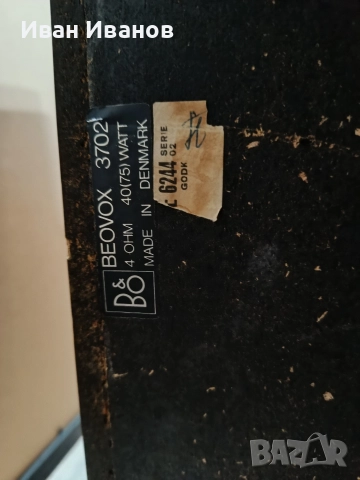 Иван Иванов
B&O
BEOVOX 3702
4 OHM 40(75) WATT
MADE IN DENMARK
SERIE
6244 02
GODK
BAZAR